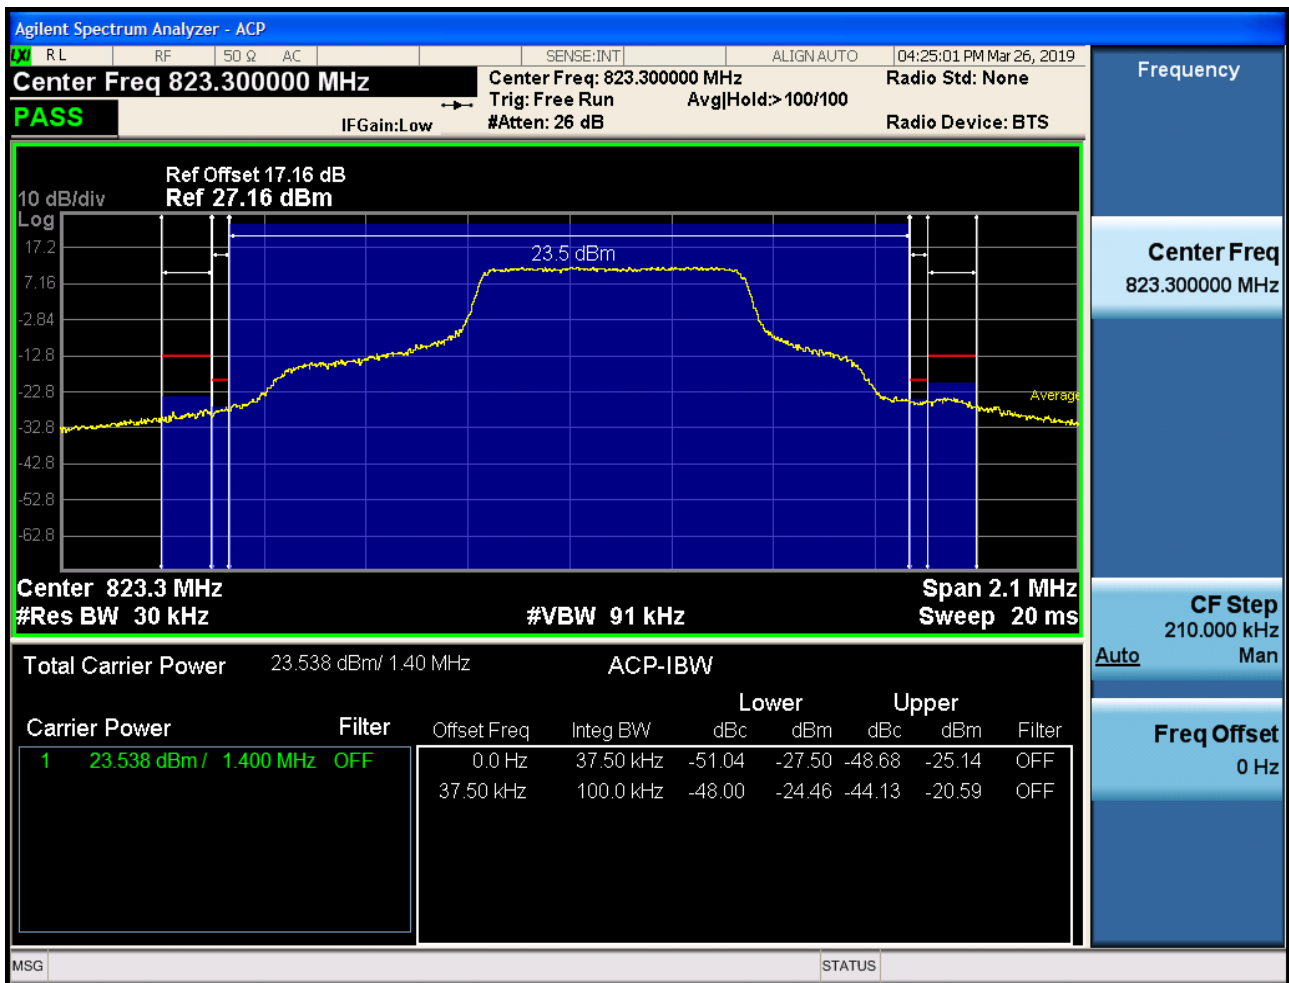 Agilent Spectrum Analyzer - ACP
LXI RL RF 50 Ω AC SENSE:INT ALIGN AUTO 04:25:01 PM Mar 26, 2019
Center Freq 823.300000 MHz
Center Freq: 823.300000 MHz
Radio Std: None
Trig: Free Run
Avg|Hold:> 100/100
PASS
IFGain:Low
#Atten: 26 dB
Radio Device: BTS
Ref Offset 17.16 dB
10 dB/div
Ref 27.16 dBm
Log
17.2
23.5 dBm
7.16
-2.84
-12.8
-22.8
Average
-32.8
-42.8
-52.8
-62.8
Center 823.3 MHz
Span 2.1 MHz
#Res BW 30 kHz
#VBW 91 kHz
Sweep 20 ms
Total Carrier Power 23.538 dBm/ 1.40 MHz
ACP-IBW
Lower Upper
Carrier Power Filter
Offset Freq Integ BW dBc dBm dBc dBm Filter
1 23.538 dBm / 1.400 MHz OFF
0.0 Hz 37.50 kHz -51.04 -27.50 -48.68 -25.14 OFF
37.50 kHz 100.0 kHz -48.00 -24.46 -44.13 -20.59 OFF
MSG
STATUS
Frequency
Center Freq
823.300000 MHz
CF Step
210.000 kHz
Auto Man
Freq Offset
0 Hz